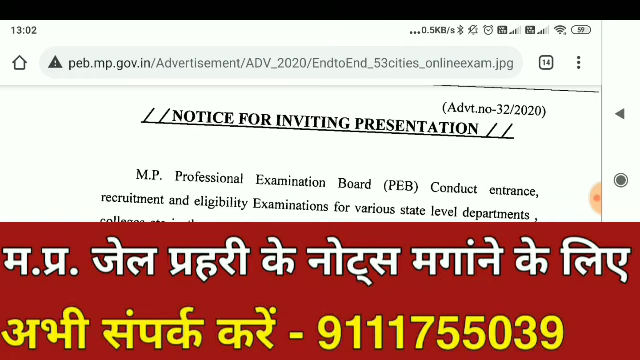 13:02
...0.5KB/s
59
peb.mp.gov.in/Advertisement/ADV_2020/EndtoEnd_53cities_onlineexam.jpg
14
(Advt.no-32/2020)
//NOTICE FOR INVITING PRESENTATION //
M.P. Professional Examination Board (PEB) Conduct entrance,
recruitment and eligibility Examinations for various state level departments ,
म.प्र. जेल प्रहरी के नोट्स मगांने के लिए
अभी संपर्क करें - 9111755039